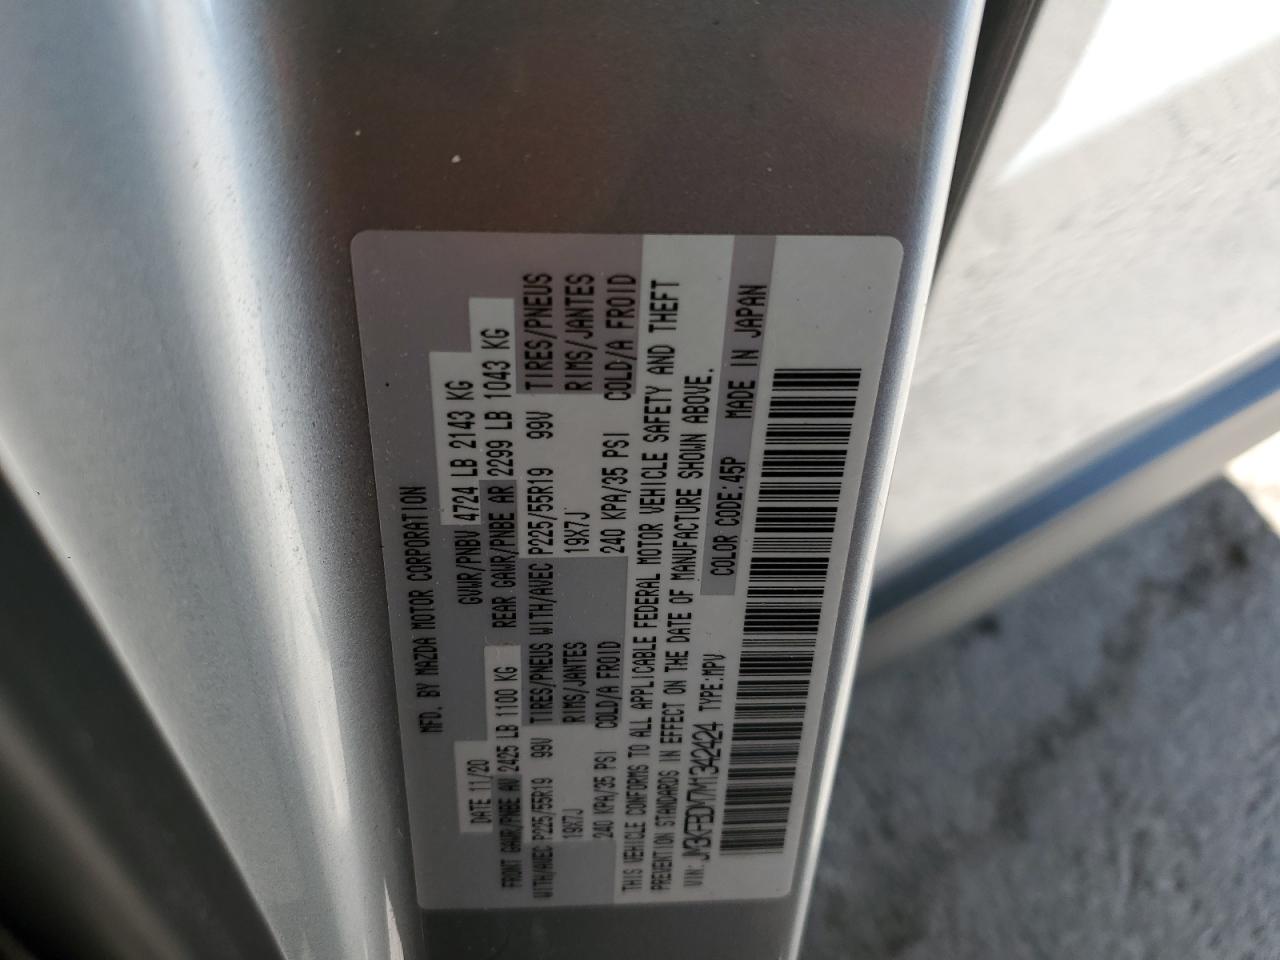 MFD. BY MAZDA MOTOR CORPORATION
DATE 11/20 GVWR/PNBV 4724 LB 2143 KG
FRONT GAWR/PNBE AV 2425 LB 1100 KG REAR GAWR/PNBE AR 2299 LB 1043 KG
WITH/AVEC P225/55R19 99V TIRES/PNEUS WITH/AVEC P225/55R19 99V TIRES/PNEUS
19X7J RIMS/JANTES 19X7J RIMS/JANTES
240 KPA/35 PSI COLD/A FROID 240 KPA/35 PSI COLD/A FROID
THIS VEHICLE CONFORMS TO ALL APPLICABLE FEDERAL MOTOR VEHICLE SAFETY AND THEFT
PREVENTION STANDARDS IN EFFECT ON THE DATE OF MANUFACTURE SHOWN ABOVE.
VIN: JM3KFBDM7M1342424 TYPE:MPV COLOR CODE:45P MADE IN JAPAN